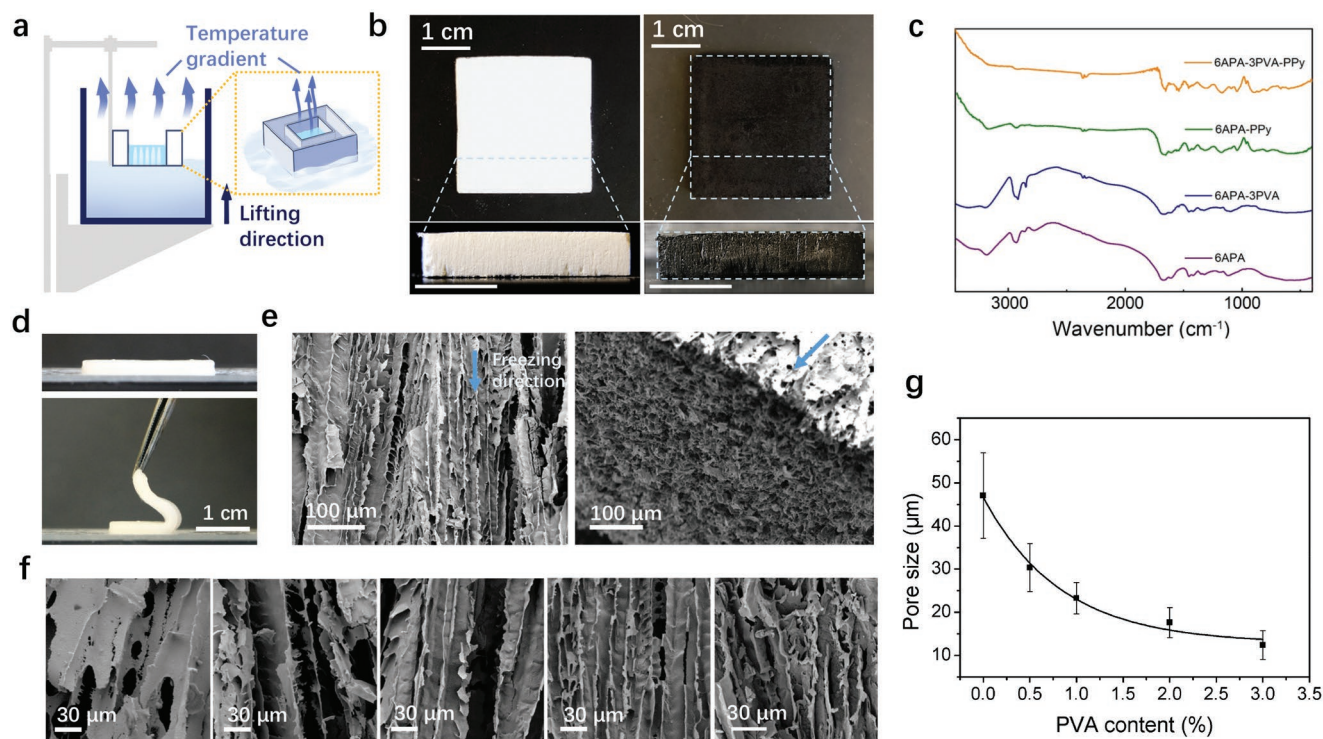 a
Temperature
gradient
Lifting
direction
b
1 cm
1 cm
c
6APA-3PVA-PPy
6APA-PPy
6APA-3PVA
6APA
3000
2000
1000
Wavenumber (cm⁻¹)
d
1 cm
e
Freezing
direction
100 μm
100 μm
f
30 μm
30 μm
30 μm
30 μm
30 μm
g
Pore size (μm)
60
50
40
30
20
10
0.0
0.5
1.0
1.5
2.0
2.5
3.0
3.5
PVA content (%)